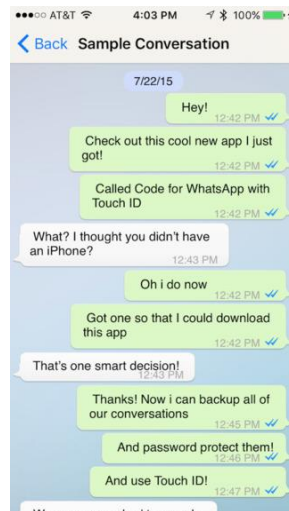 AT&T 4:03 PM 100%
Back Sample Conversation
7/22/15
Hey!
12:42 PM
Check out this cool new app I just
got!
12:42 PM
Called Code for WhatsApp with
Touch ID
12:42 PM
What? I thought you didn't have
an iPhone?
12:43 PM
Oh i do now
12:42 PM
Got one so that I could download
this app
12:42 PM
That's one smart decision!
12:43 PM
Thanks! Now i can backup all of
our conversations
12:45 PM
And password protect them!
12:46 PM
And use Touch ID!
12:47 PM